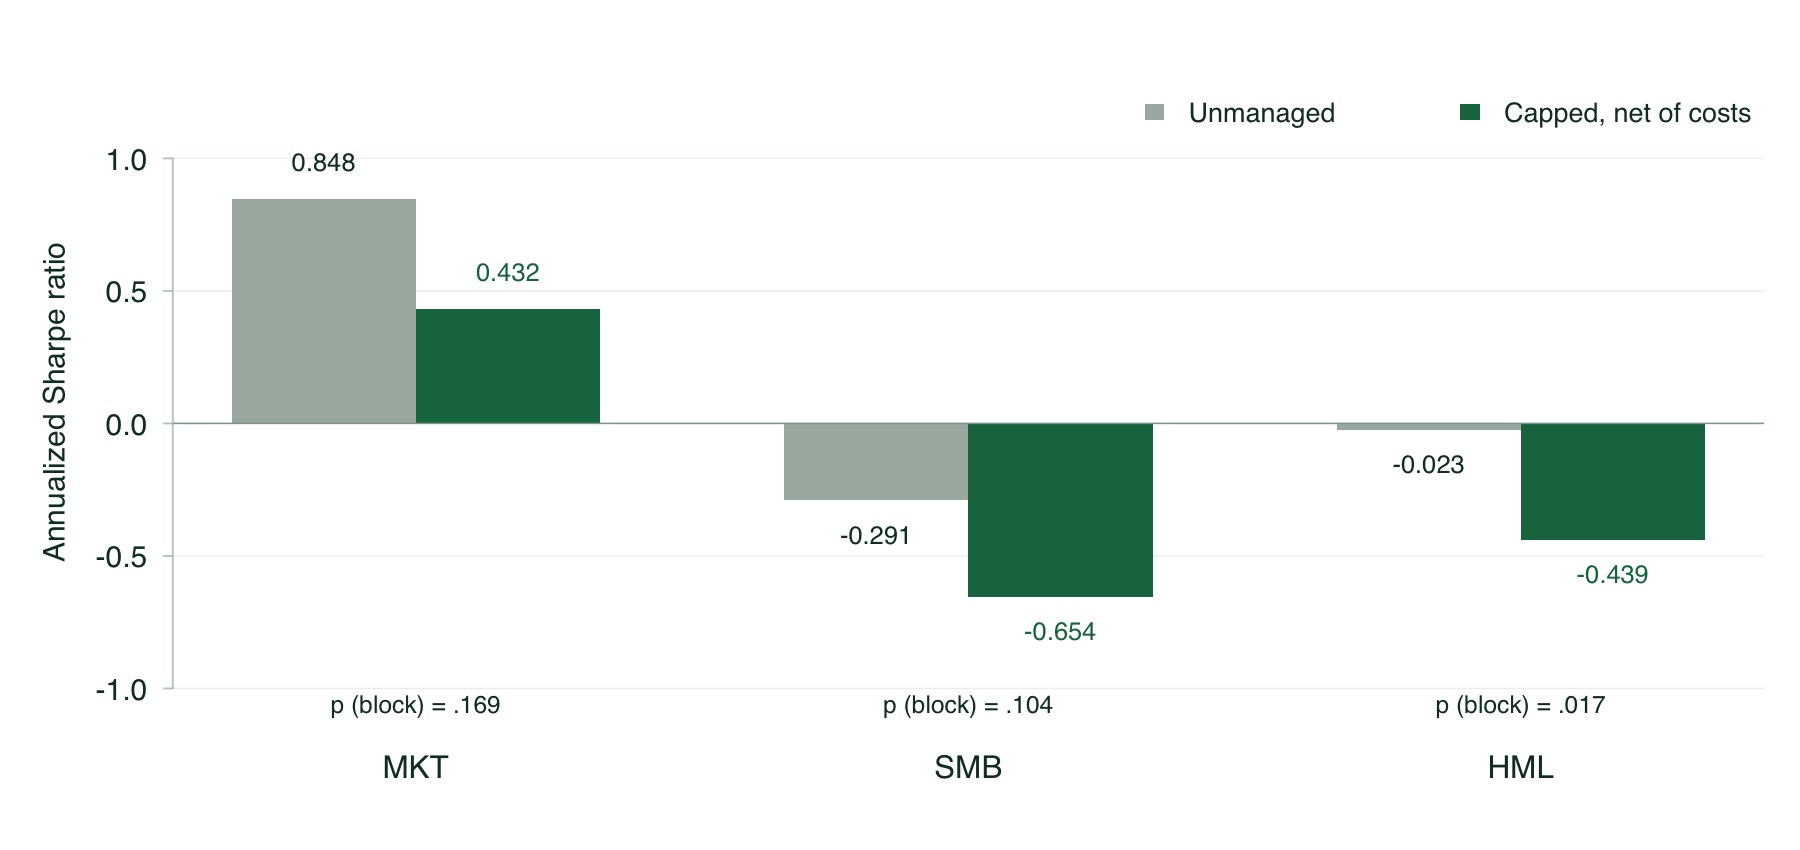 Unmanaged
Capped, net of costs
Annualized Sharpe ratio
1.0
0.5
0.0
-0.5
-1.0
0.848
0.432
-0.291
-0.654
-0.023
-0.439
p (block) = .169
p (block) = .104
p (block) = .017
MKT
SMB
HML